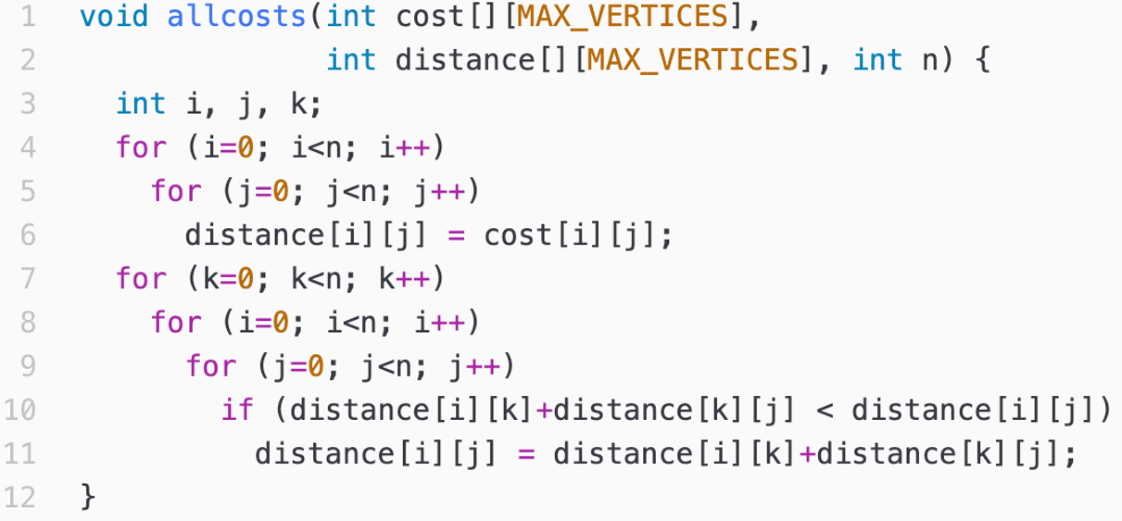 1 void allcosts(int cost[][MAX_VERTICES],
2 int distance[][MAX_VERTICES], int n) {
3 int i, j, k;
4 for (i=0; i<n; i++)
5 for (j=0; j<n; j++)
6 distance[i][j] = cost[i][j];
7 for (k=0; k<n; k++)
8 for (i=0; i<n; i++)
9 for (j=0; j<n; j++)
10 if (distance[i][k]+distance[k][j] < distance[i][j])
11 distance[i][j] = distance[i][k]+distance[k][j];
12 }